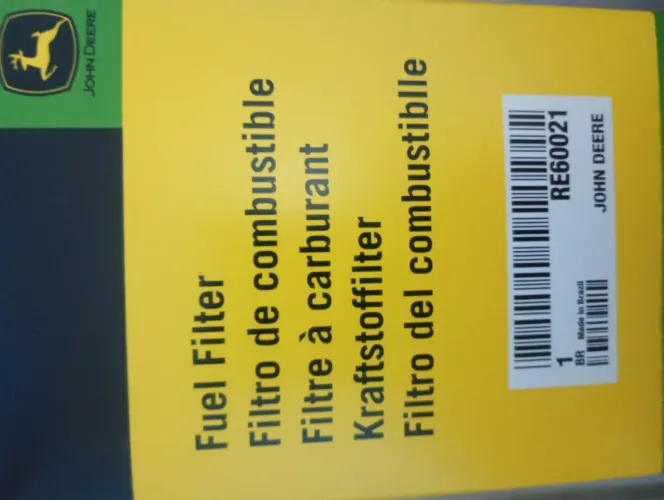 JOHN DEERE
Fuel Filter
Filtro de combustible
Filtre à carburant
Kraftstoffilter
Filtro del combustiblle
1 RE60021
BR Made in Brazil
JOHN DEERE